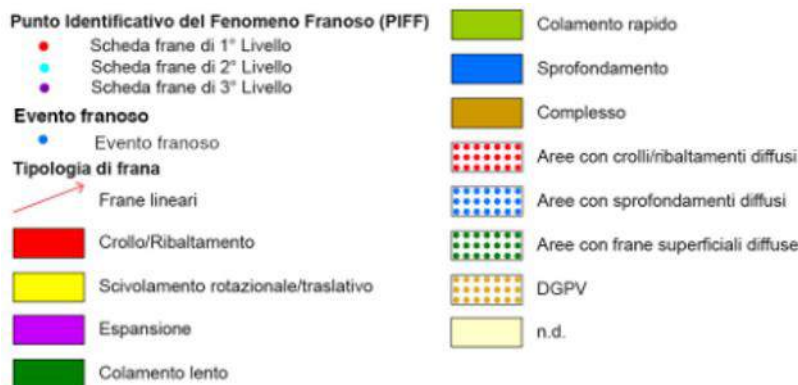 Punto Identificativo del Fenomeno Franoso (PIFF)
Scheda frane di 1° Livello
Scheda frane di 2° Livello
Scheda frane di 3° Livello
Evento franoso
Evento franoso
Tipologia di frana
Frane lineari
Crollo/Ribaltamento
Scivolamento rotazionale/traslativo
Espansione
Colamento lento
Colamento rapido
Sprofondamento
Complesso
Aree con crolli/ribaltamenti diffusi
Aree con sprofondamenti diffusi
Aree con frane superficiali diffuse
DGPV
n.d.